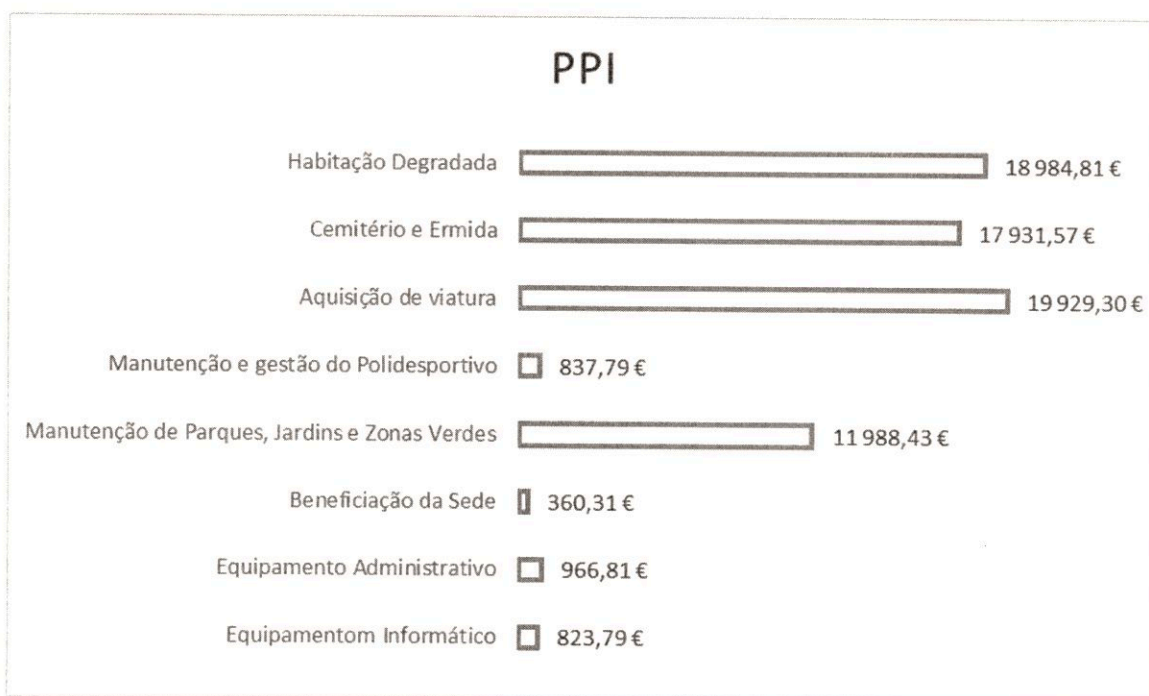 PPI
Habitação Degradada 18 984,81 €
Cemitério e Ermida 17 931,57 €
Aquisição de viatura 19 929,30 €
Manutenção e gestão do Polidesportivo 837,79 €
Manutenção de Parques, Jardins e Zonas Verdes 11 988,43 €
Beneficiação da Sede 360,31 €
Equipamento Administrativo 966,81 €
Equipamentom Informático 823,79 €